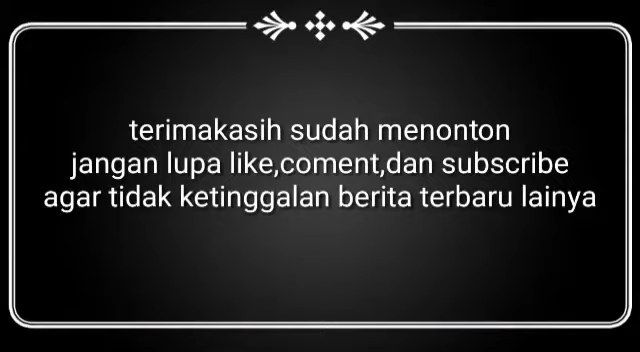 terimakasih sudah menonton
jangan lupa like,coment,dan subscribe
agar tidak ketinggalan berita terbaru lainya